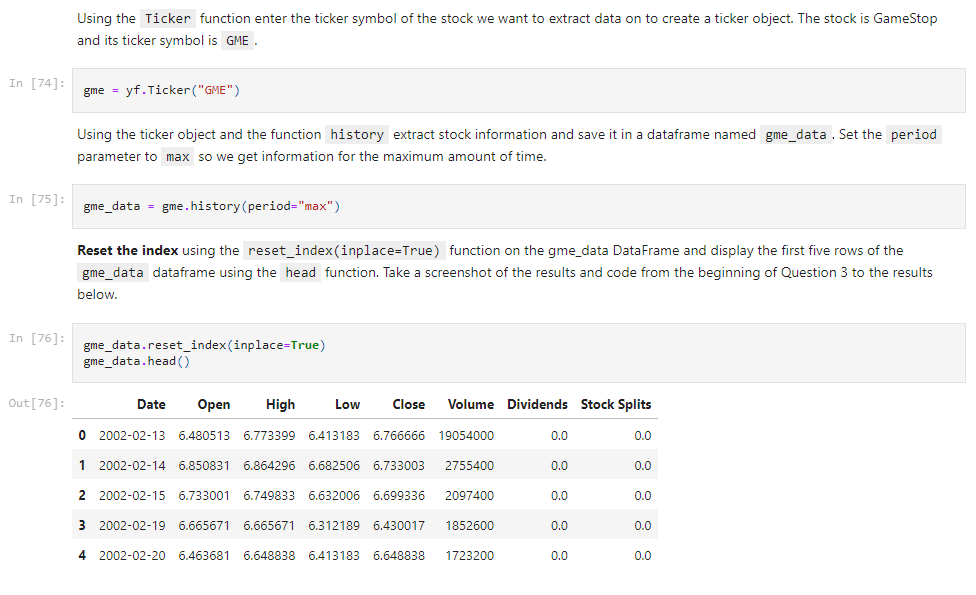 Using the Ticker function enter the ticker symbol of the stock we want to extract data on to create a ticker object. The stock is GameStop
and its ticker symbol is GME .
In [74]: gme = yf.Ticker("GME")
Using the ticker object and the function history extract stock information and save it in a dataframe named gme_data . Set the period
parameter to max so we get information for the maximum amount of time.
In [75]: gme_data = gme.history(period="max")
Reset the index using the reset_index(inplace=True) function on the gme_data DataFrame and display the first five rows of the
gme_data dataframe using the head function. Take a screenshot of the results and code from the beginning of Question 3 to the results
below.
In [76]: gme_data.reset_index(inplace=True)
gme_data.head()
Out[76]: Date Open High Low Close Volume Dividends Stock Splits
0 2002-02-13 6.480513 6.773399 6.413183 6.766666 19054000 0.0 0.0
1 2002-02-14 6.850831 6.864296 6.682506 6.733003 2755400 0.0 0.0
2 2002-02-15 6.733001 6.749833 6.632006 6.699336 2097400 0.0 0.0
3 2002-02-19 6.665671 6.665671 6.312189 6.430017 1852600 0.0 0.0
4 2002-02-20 6.463681 6.648838 6.413183 6.648838 1723200 0.0 0.0